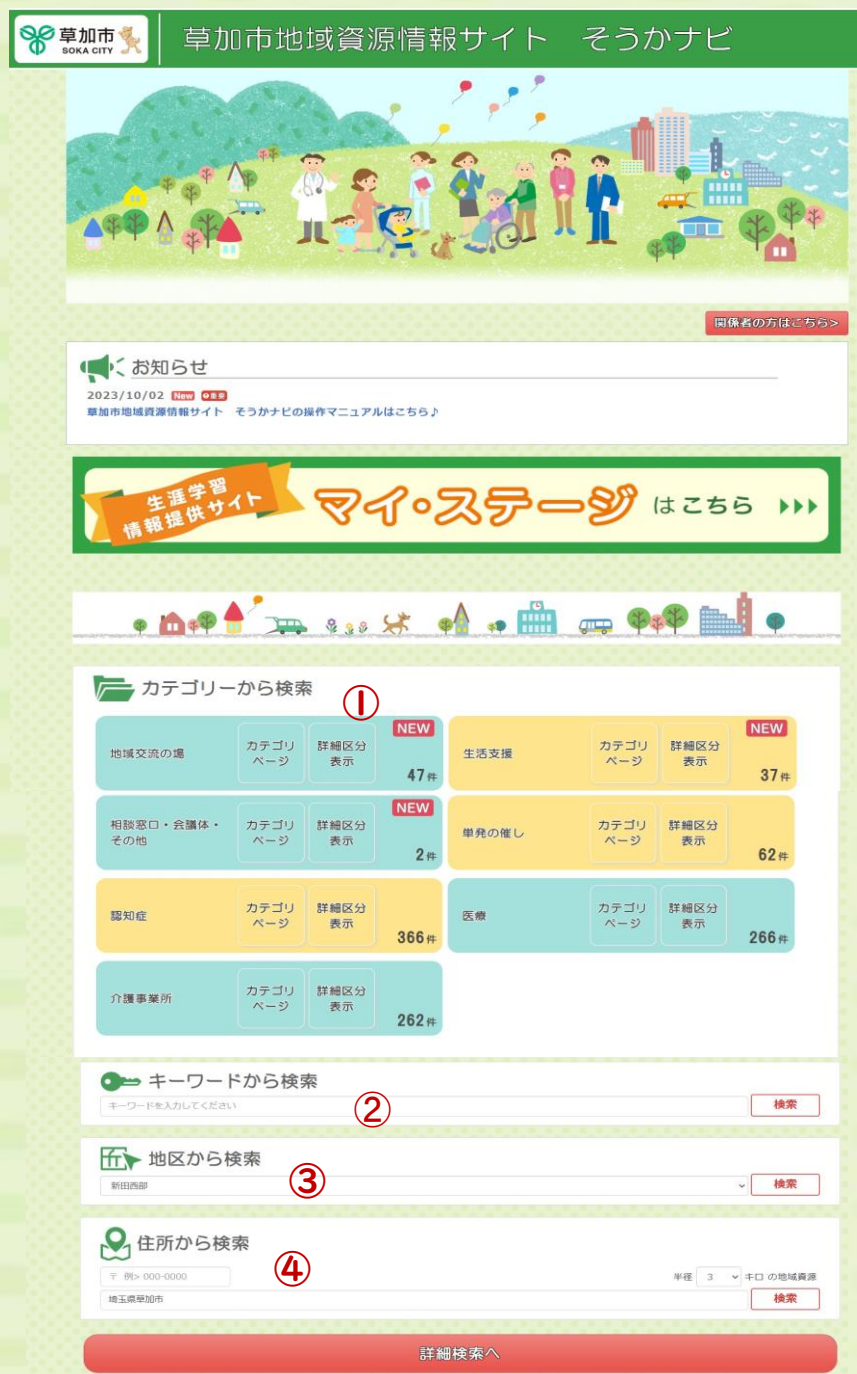 草加市
SOKA CITY
草加市地域資源情報サイト　そうかナビ
関係者の方はこちら>
お知らせ
2023/10/02 New 重要
草加市地域資源情報サイト　そうかナビの操作マニュアルはこちら♪
生涯学習
情報提供サイト
マイ・ステージ はこちら
カテゴリーから検索
①
地域交流の場 カテゴリページ 詳細区分表示 NEW 47件
生活支援 カテゴリページ 詳細区分表示 NEW 37件
相談窓口・会議体・その他 カテゴリページ 詳細区分表示 NEW 2件
単発の催し カテゴリページ 詳細区分表示 62件
認知症 カテゴリページ 詳細区分表示 366件
医療 カテゴリページ 詳細区分表示 266件
介護事業所 カテゴリページ 詳細区分表示 262件
キーワードから検索
キーワードを入力してください ② 検索
地区から検索
新田西部 ③ 検索
住所から検索
〒 例> 000-0000 ④ 半径 3 キロ の地域資源
埼玉県草加市 検索
詳細検索へ